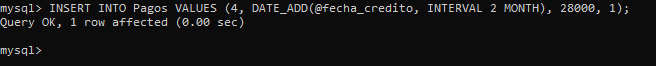 mysql> INSERT INTO Pagos VALUES (4, DATE_ADD(@fecha_credito, INTERVAL 2 MONTH), 28000, 1);
Query OK, 1 row affected (0.00 sec)
mysql>